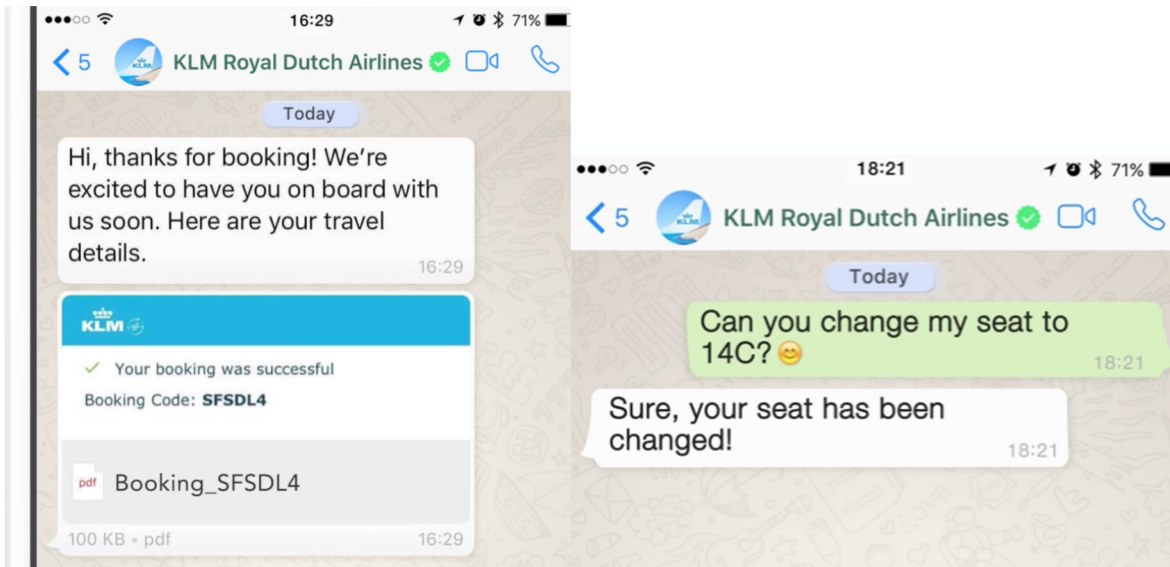 16:29
71%
5
KLM
KLM Royal Dutch Airlines
Today
Hi, thanks for booking! We're
excited to have you on board with
us soon. Here are your travel
details.
16:29
KLM
Your booking was successful
Booking Code: SFSDL4
pdf
Booking_SFSDL4
100 KB • pdf
16:29
18:21
71%
5
KLM
KLM Royal Dutch Airlines
Today
Can you change my seat to
14C? 😊
18:21
Sure, your seat has been
changed!
18:21